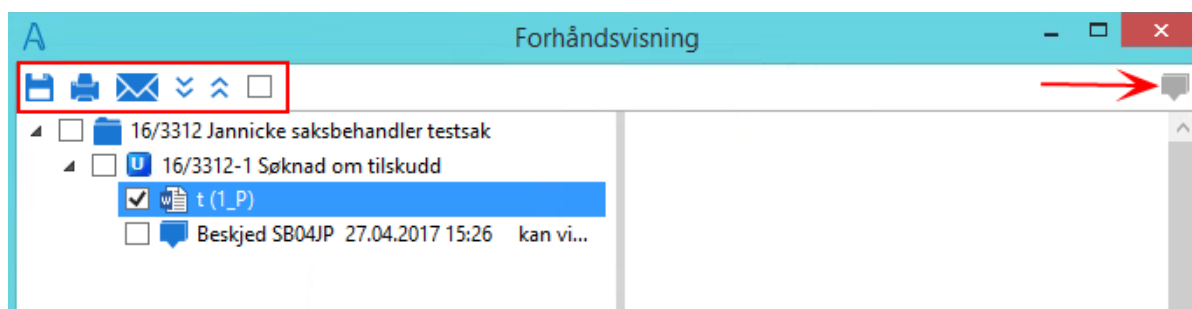 Forhåndsvisning
16/3312 Jannicke saksbehandler testsak
U 16/3312-1 Søknad om tilskudd
t (1_P)
Beskjed SB04JP 27.04.2017 15:26 kan vi...